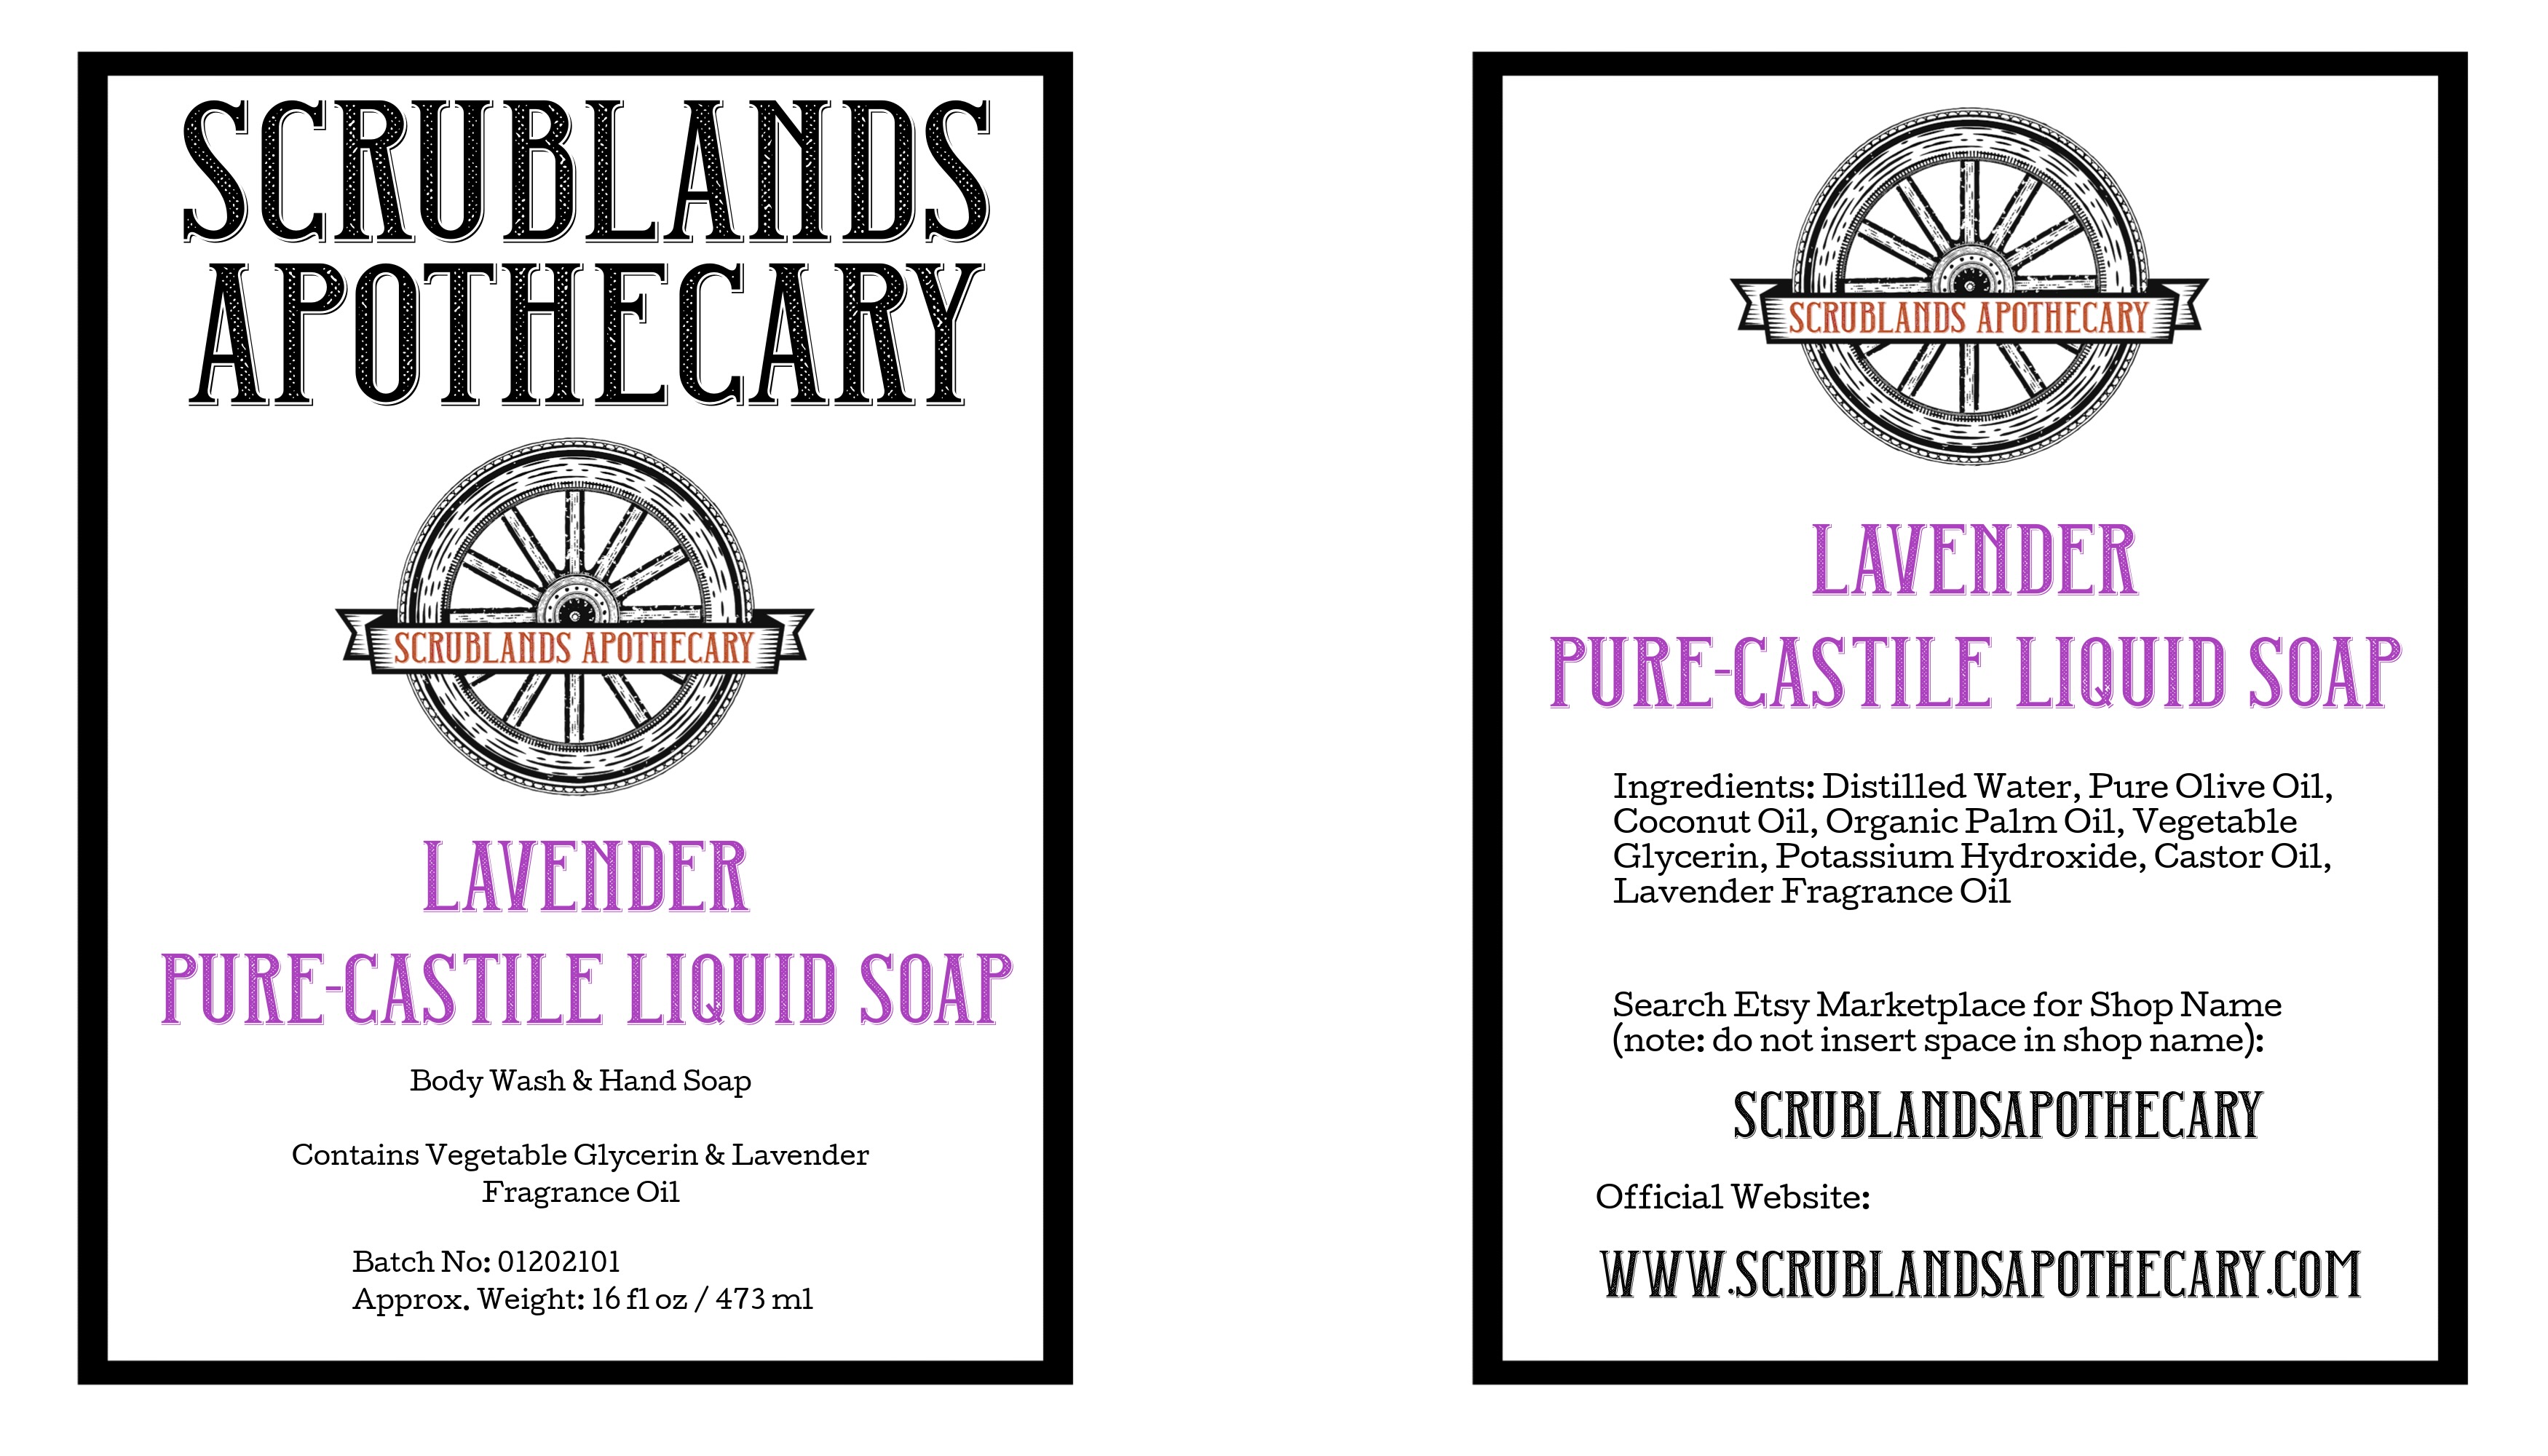 SCRUBLANDS
APOTHECARY
SCRUBLANDS APOTHECARY
LAVENDER
PURE-CASTILE LIQUID SOAP
Body Wash & Hand Soap
Contains Vegetable Glycerin & Lavender
Fragrance Oil
Batch No: 01202101
Approx. Weight: 16 fl oz / 473 ml
SCRUBLANDS APOTHECARY
LAVENDER
PURE-CASTILE LIQUID SOAP
Ingredients: Distilled Water, Pure Olive Oil,
Coconut Oil, Organic Palm Oil, Vegetable
Glycerin, Potassium Hydroxide, Castor Oil,
Lavender Fragrance Oil
Search Etsy Marketplace for Shop Name
(note: do not insert space in shop name):
SCRUBLANDSAPOTHECARY
Official Website:
WWW.SCRUBLANDSAPOTHECARY.COM